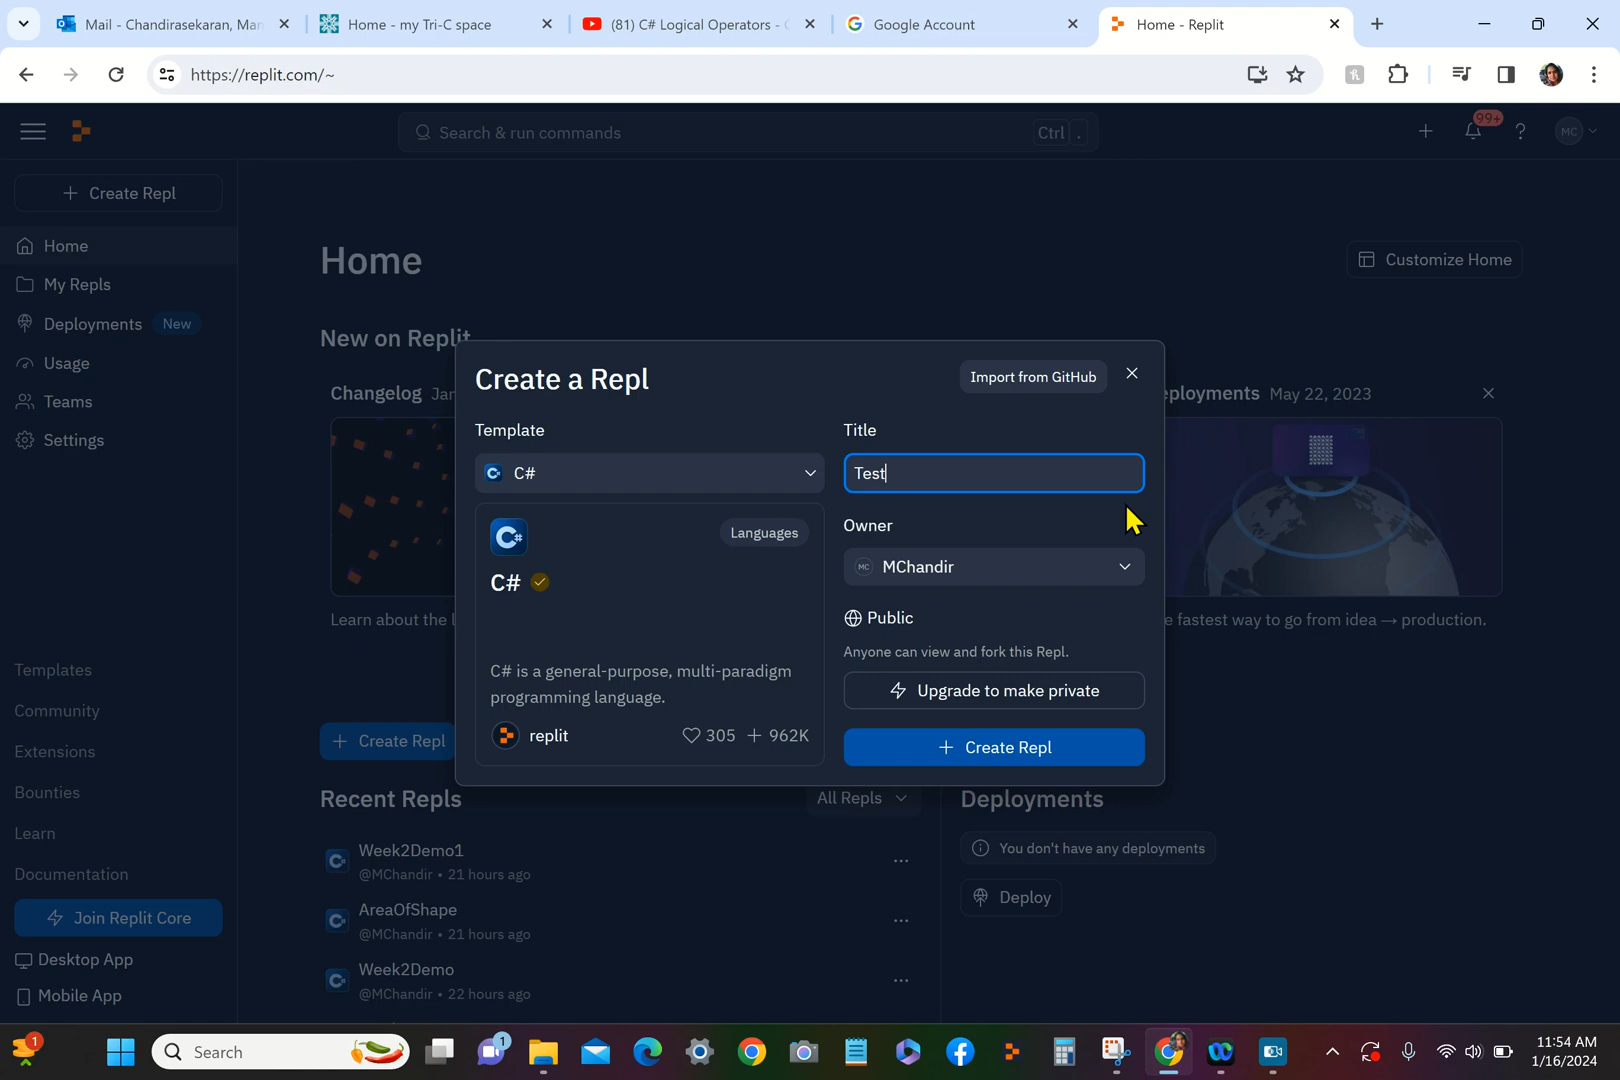 Mail - Chandirasekaran, Man
Home - my Tri-C space
(81) C# Logical Operators - C
Google Account
Home - Replit
https://replit.com/~
Search & run commands
Ctrl .
99+
MC
Create Repl
Home
My Repls
Deployments New
Usage
Teams
Settings
Templates
Community
Extensions
Bounties
Learn
Documentation
Join Replit Core
Desktop App
Mobile App
Home
Customize Home
New on Replit
Changelog Jan
Learn about the l
ployments May 22, 2023
e fastest way to go from idea → production.
Create a Repl
Import from GitHub
Template
C#
C#
Languages
C#
C# is a general-purpose, multi-paradigm
programming language.
replit
305
962K
Title
Test
Owner
MC MChandir
Public
Anyone can view and fork this Repl.
Upgrade to make private
+ Create Repl
+ Create Repl
Recent Repls
All Repls
Week2Demo1
@MChandir • 21 hours ago
AreaOfShape
@MChandir • 21 hours ago
Week2Demo
@MChandir • 22 hours ago
Deployments
You don't have any deployments
Deploy
1
Search
1
11:54 AM
1/16/2024